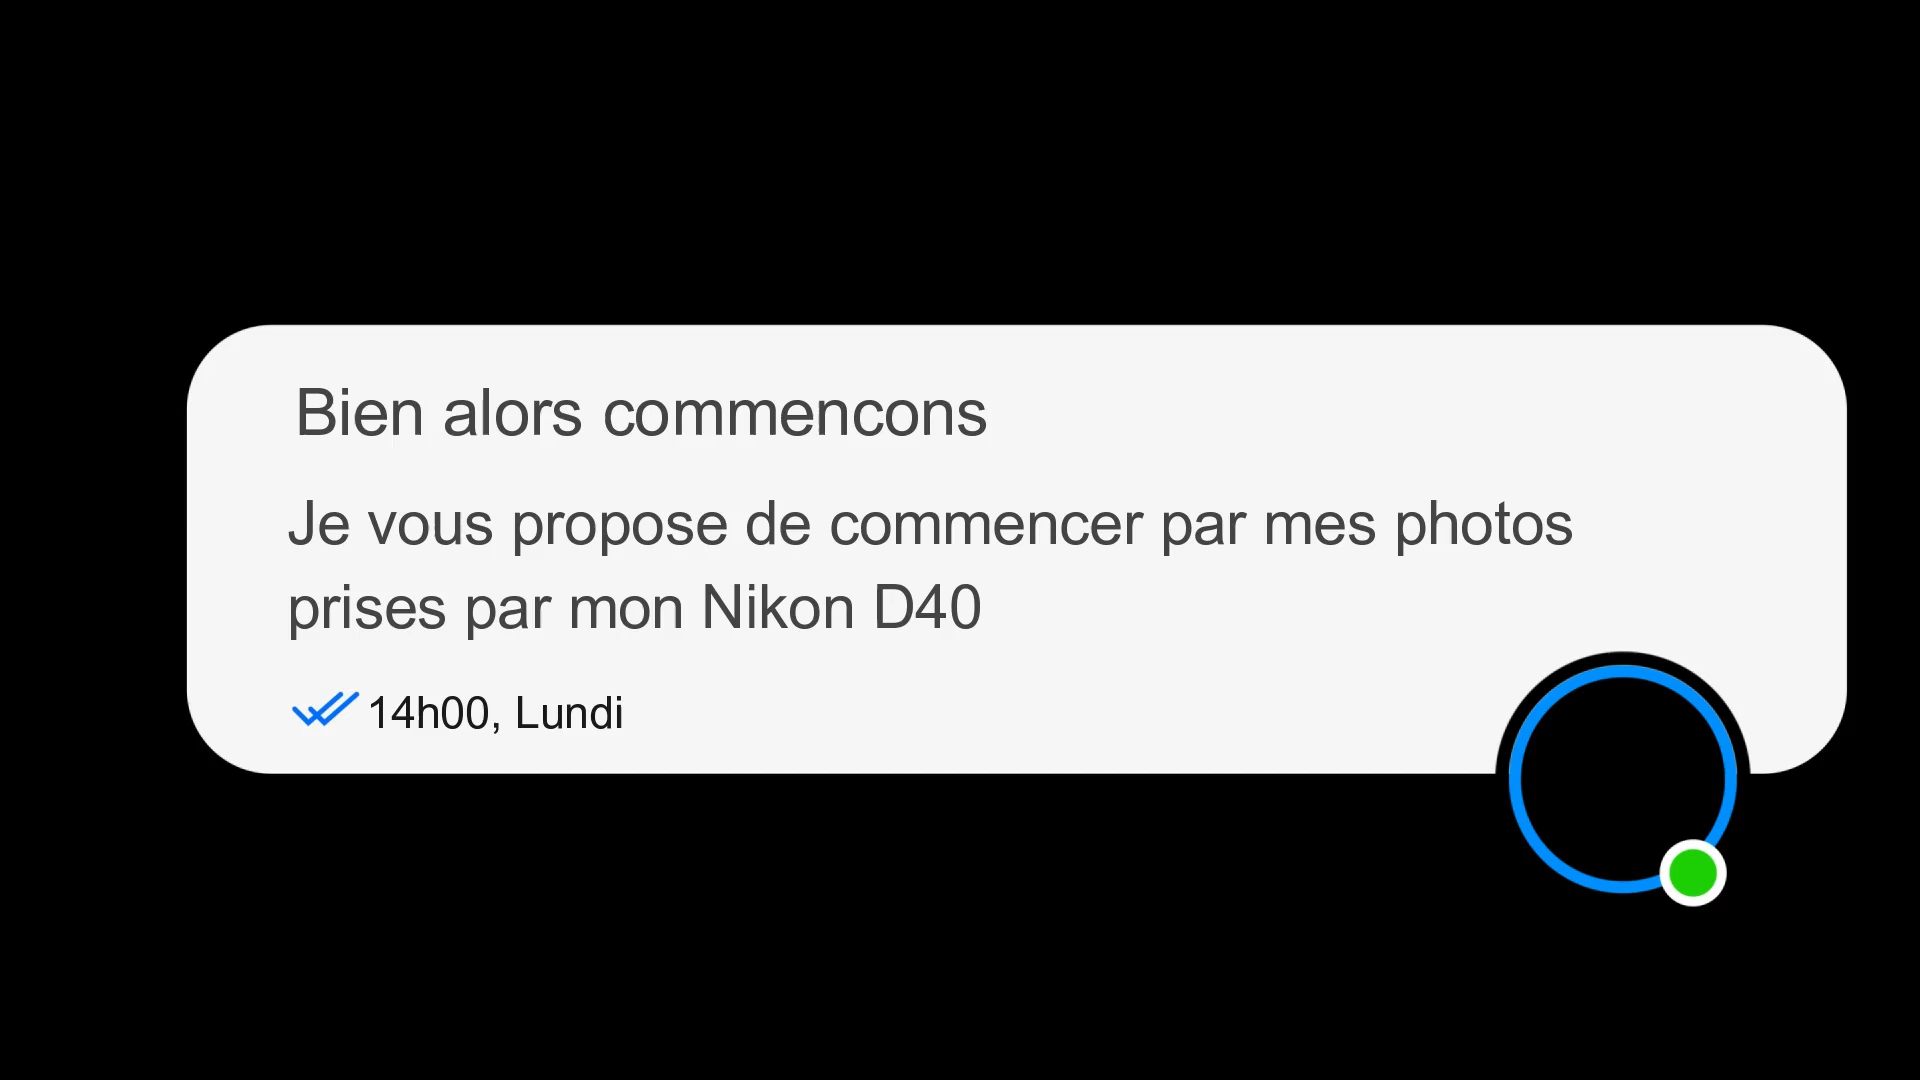 Bien alors commencons
Je vous propose de commencer par mes photos
prises par mon Nikon D40
14h00, Lundi